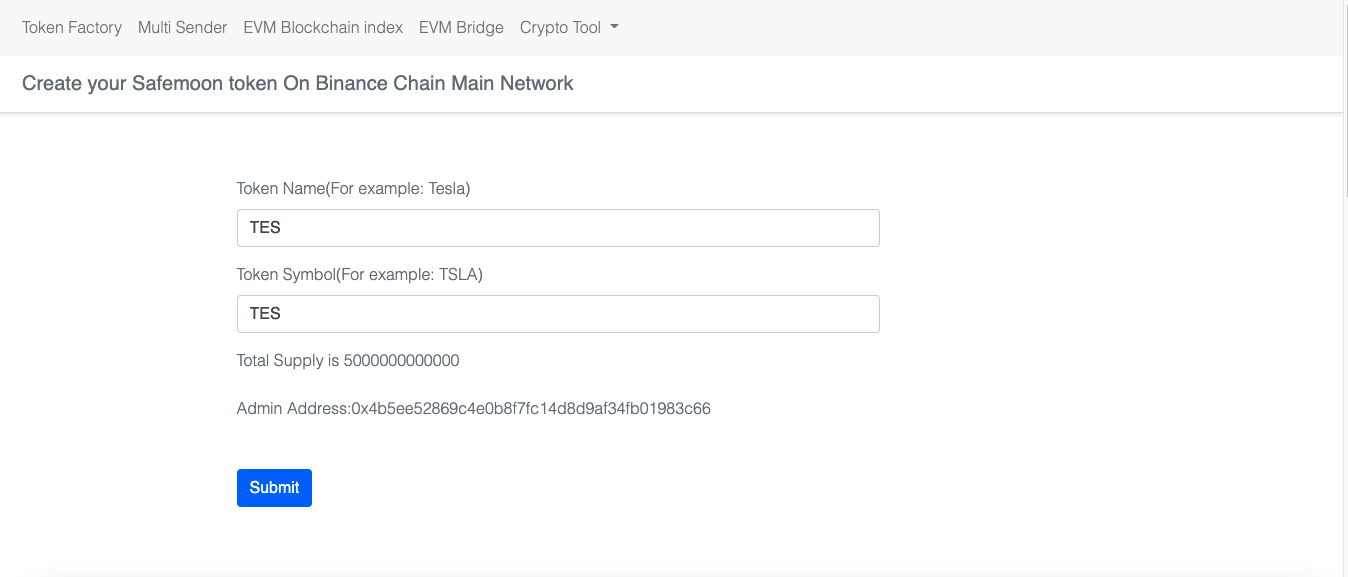 Token Factory Multi Sender EVM Blockchain index EVM Bridge Crypto Tool
Create your Safemoon token On Binance Chain Main Network
Token Name(For example: Tesla)
TES
Token Symbol(For example: TSLA)
TES
Total Supply is 5000000000000
Admin Address:0x4b5ee52869c4e0b8f7fc14d8d9af34fb01983c66
Submit